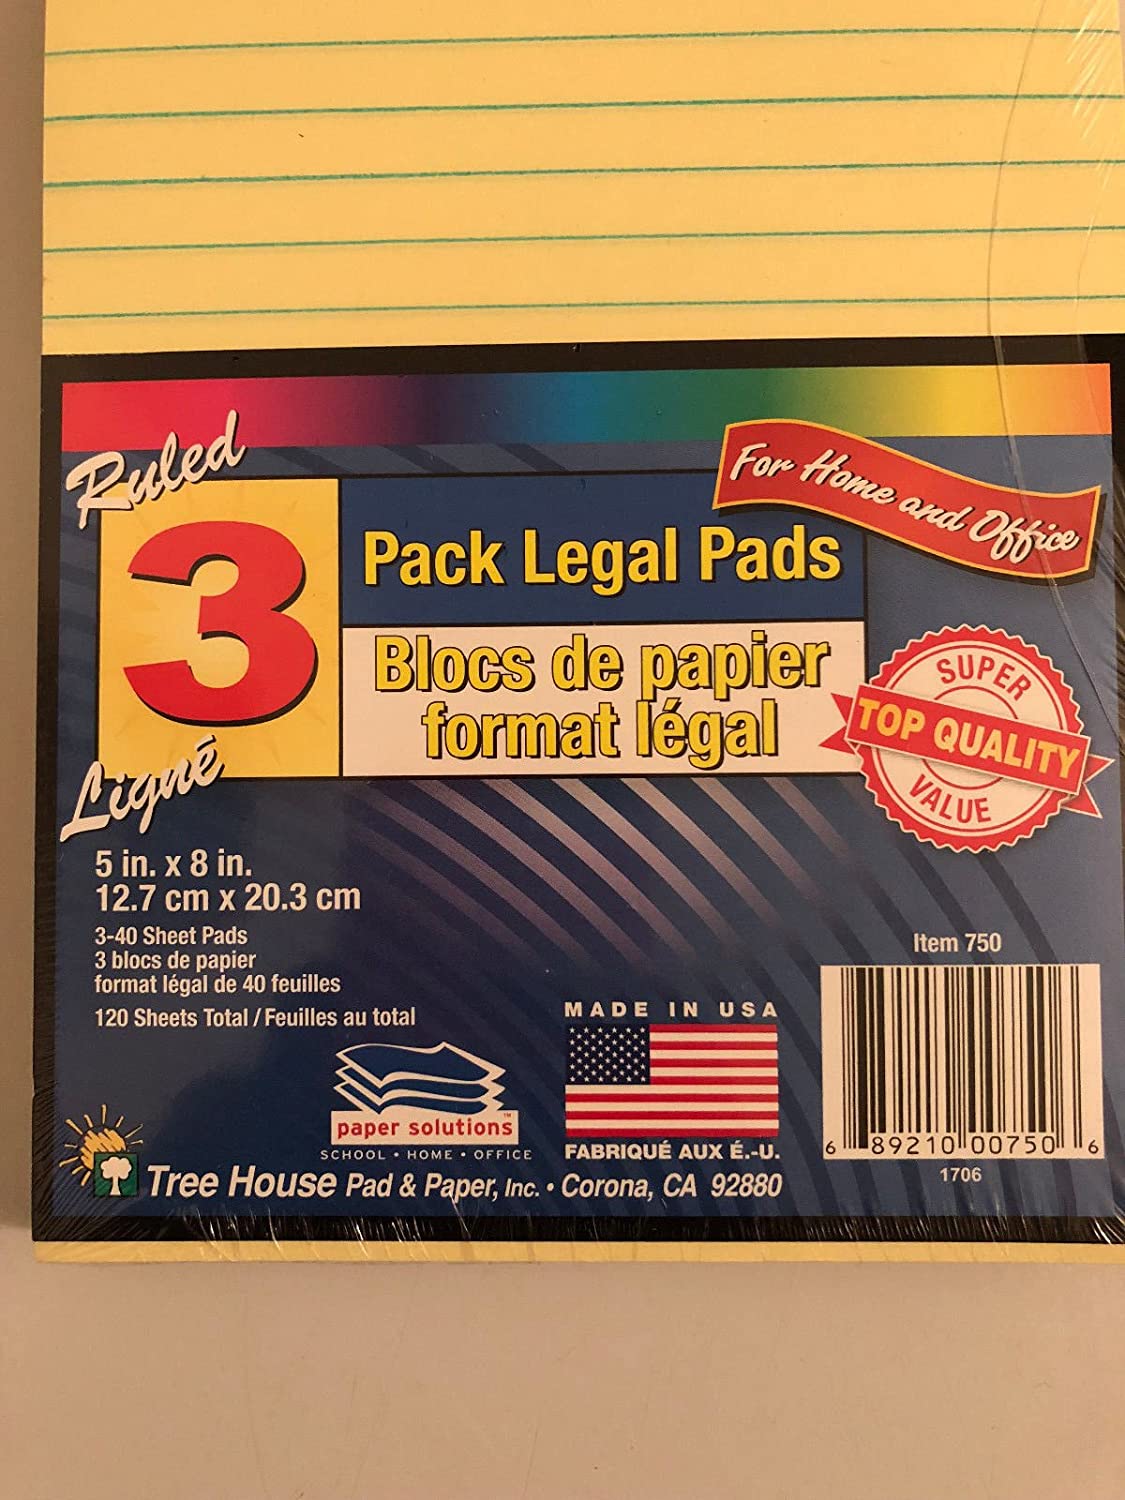 Ruled
3
Pack Legal Pads
For Home and Office
Blocs de papier
format légal
Ligné
SUPER
TOP QUALITY
VALUE
5 in. x 8 in.
12.7 cm x 20.3 cm
3-40 Sheet Pads
3 blocs de papier
format légal de 40 feuilles
120 Sheets Total / Feuilles au total
Item 750
MADE IN USA
FABRIQUÉ AUX É.-U.
paper solutions™
SCHOOL • HOME • OFFICE
6 89210 00750 6
1706
Tree House Pad & Paper, Inc. • Corona, CA 92880